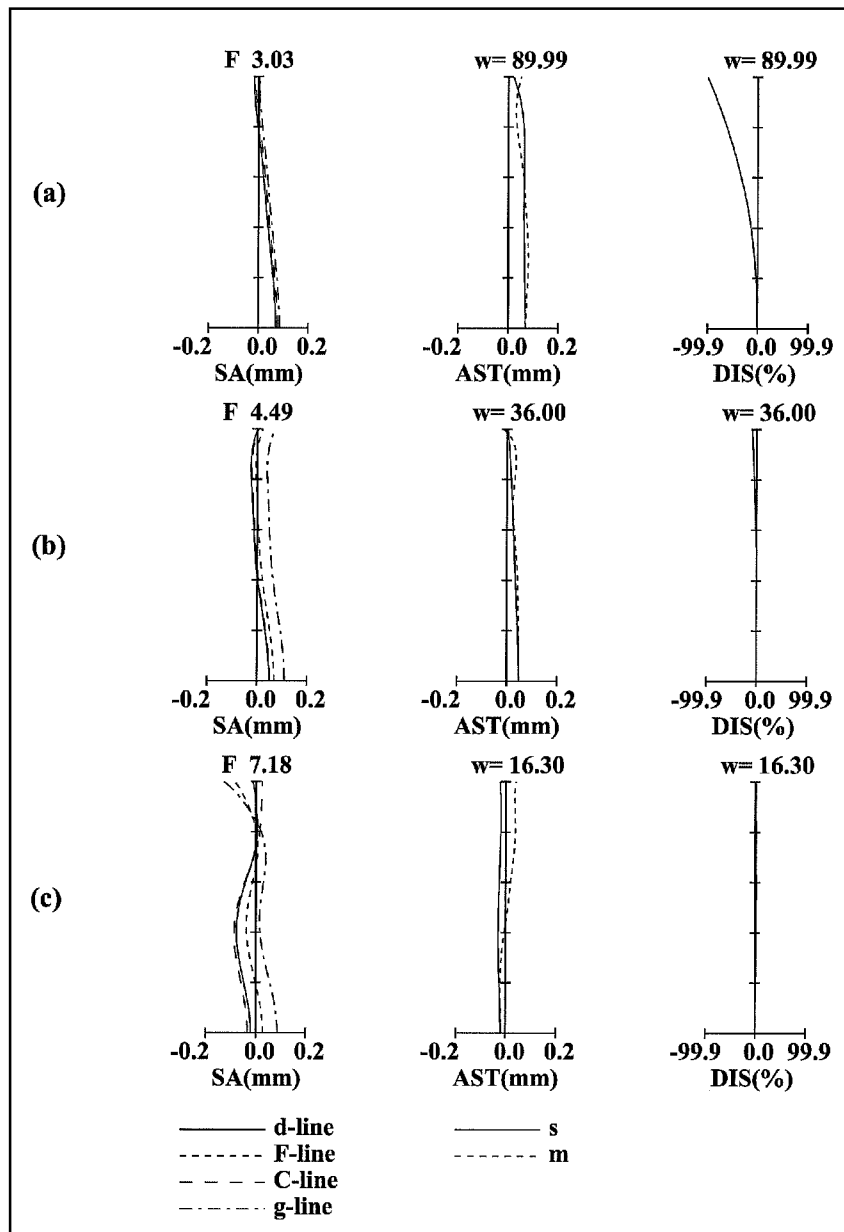 F 3.03 w= 89.99 w= 89.99
(a)
-0.2 0.0 0.2 -0.2 0.0 0.2 -99.9 0.0 99.9
SA(mm) AST(mm) DIS(%)
F 4.49 w= 36.00 w= 36.00
(b)
-0.2 0.0 0.2 -0.2 0.0 0.2 -99.9 0.0 99.9
SA(mm) AST(mm) DIS(%)
F 7.18 w= 16.30 w= 16.30
(c)
-0.2 0.0 0.2 -0.2 0.0 0.2 -99.9 0.0 99.9
SA(mm) AST(mm) DIS(%)
d-line s
F-line m
C-line
g-line